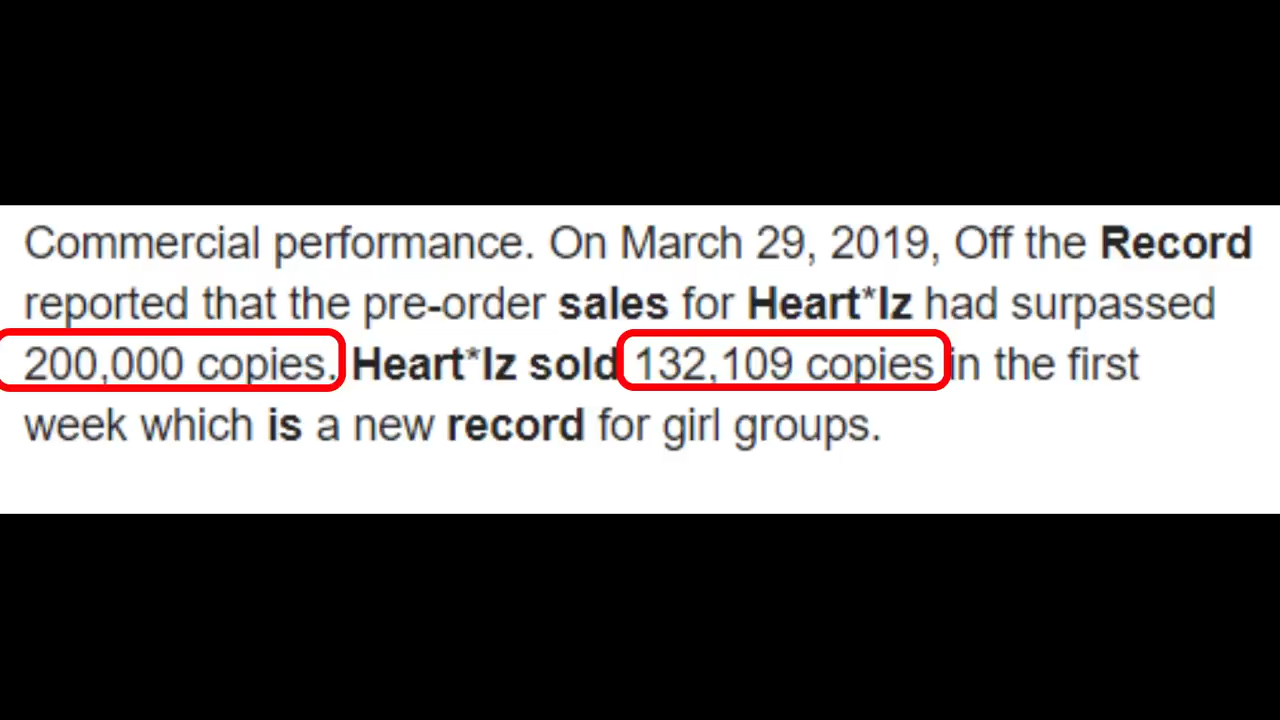 Commercial performance. On March 29, 2019, Off the Record
reported that the pre-order sales for Heart*Iz had surpassed
200,000 copies. Heart*Iz sold 132,109 copies in the first
week which is a new record for girl groups.